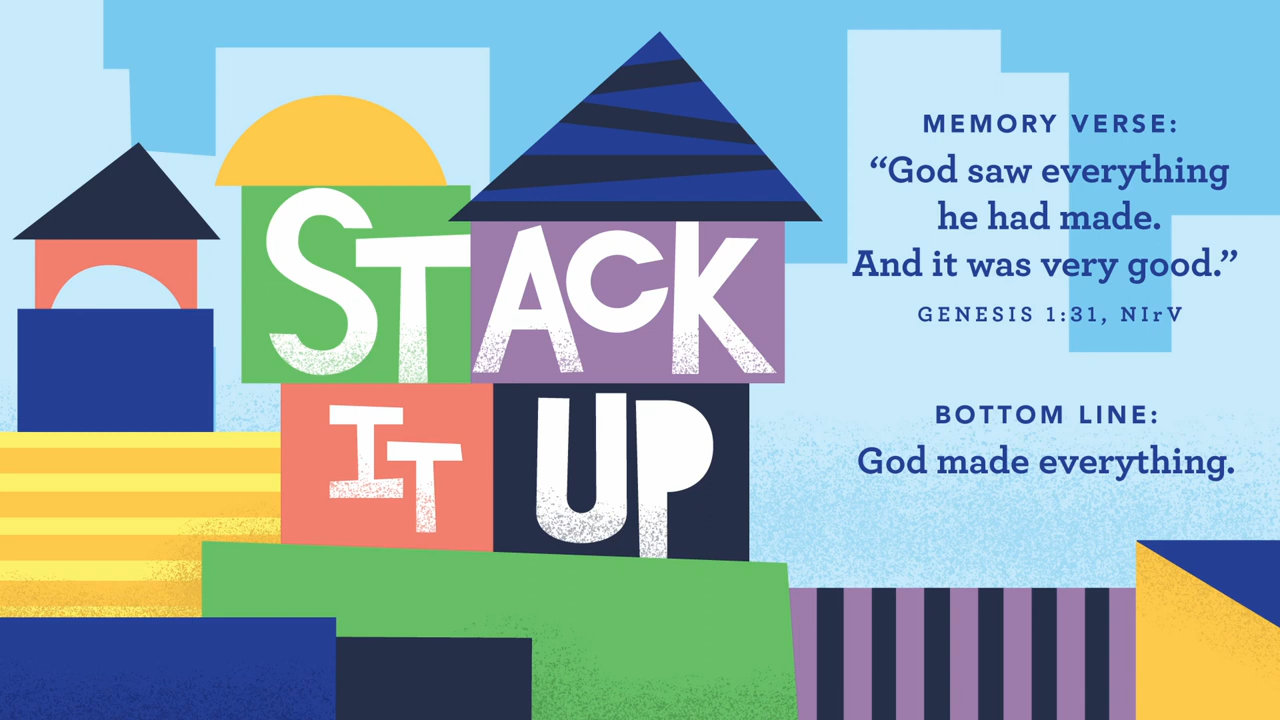 STACK
IT UP
MEMORY VERSE:
“God saw everything
he had made.
And it was very good.”
GENESIS 1:31, NIrV
BOTTOM LINE:
God made everything.